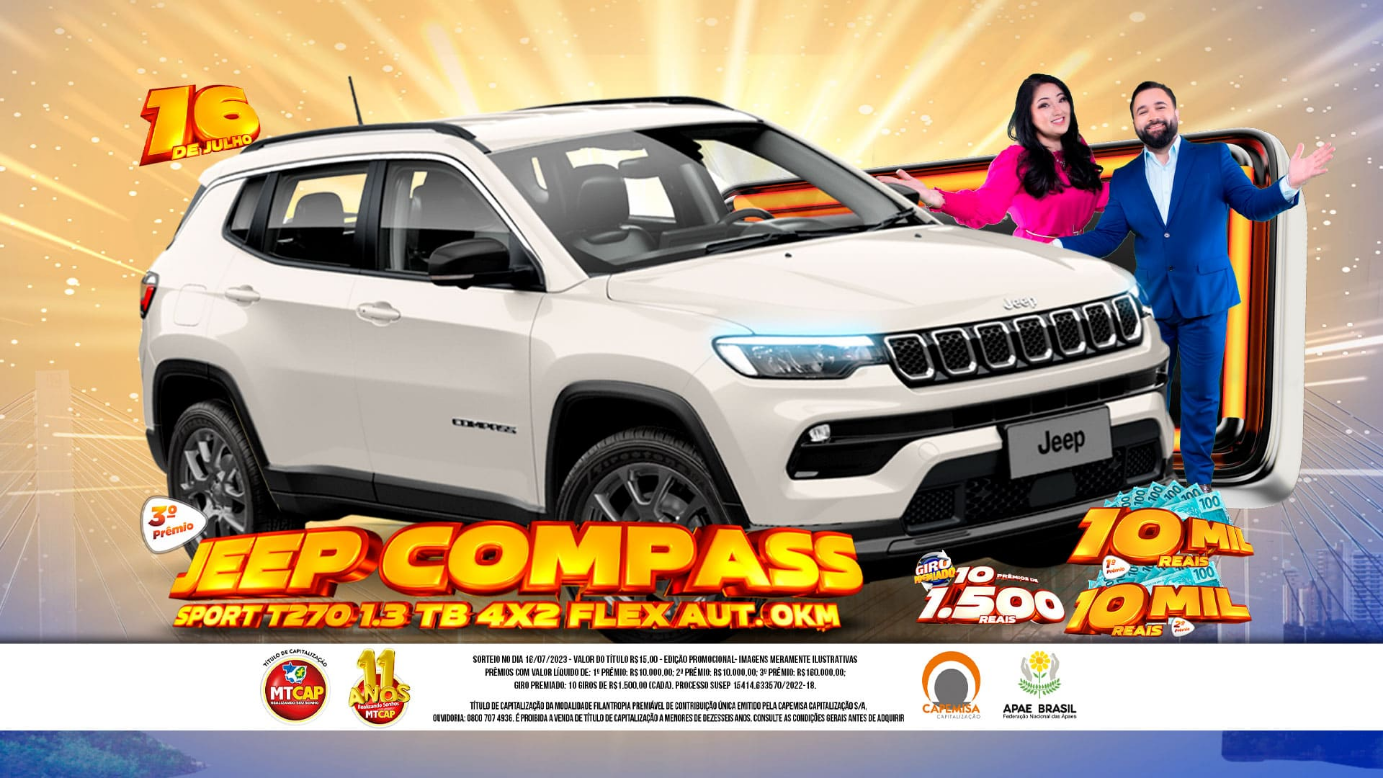 16
DE JULHO
Jeep
COMPASS
Jeep
3º
Prêmio
JEEP COMPASS
SPORT T270 1.3 TB 4X2 FLEX AUT. 0KM
GIRO
PREMIADO
10 PRÊMIOS DE
1.500
REAIS
100
10 MIL
REAIS
1º
Prêmio
100
10 MIL
REAIS
2º
Prêmio
TÍTULO DE CAPITALIZAÇÃO
MTCAP
REALIZANDO SEU SONHO
11
ANOS
Realizando Sonhos
MTCAP
SORTEIO NO DIA 16/07/2023 - VALOR DO TÍTULO R$ 15,00 - EDIÇÃO PROMOCIONAL- IMAGENS MERAMENTE ILUSTRATIVAS
PRÊMIOS COM VALOR LÍQUIDO DE: 1º PRÊMIO: R$10.000,00; 2º PRÊMIO: R$10.000,00; 3º PRÊMIO: R$160.000,00;
GIRO PREMIADO: 10 GIROS DE R$1.500,00 (CADA). PROCESSO SUSEP 15414.633570/2022-18.
TÍTULO DE CAPITALIZAÇÃO DA MODALIDADE FILANTROPIA PREMIÁVEL DE CONTRIBUIÇÃO ÚNICA EMITIDO PELA CAPEMISA CAPITALIZAÇÃO S/A.
OUVIDORIA: 0800 707 4936. É PROIBIDA A VENDA DE TÍTULO DE CAPITALIZAÇÃO A MENORES DE DEZESSEIS ANOS. CONSULTE AS CONDIÇÕES GERAIS ANTES DE ADQUIRIR
CAPEMISA
CAPITALIZAÇÃO
APAE BRASIL
Federação Nacional das Apaes